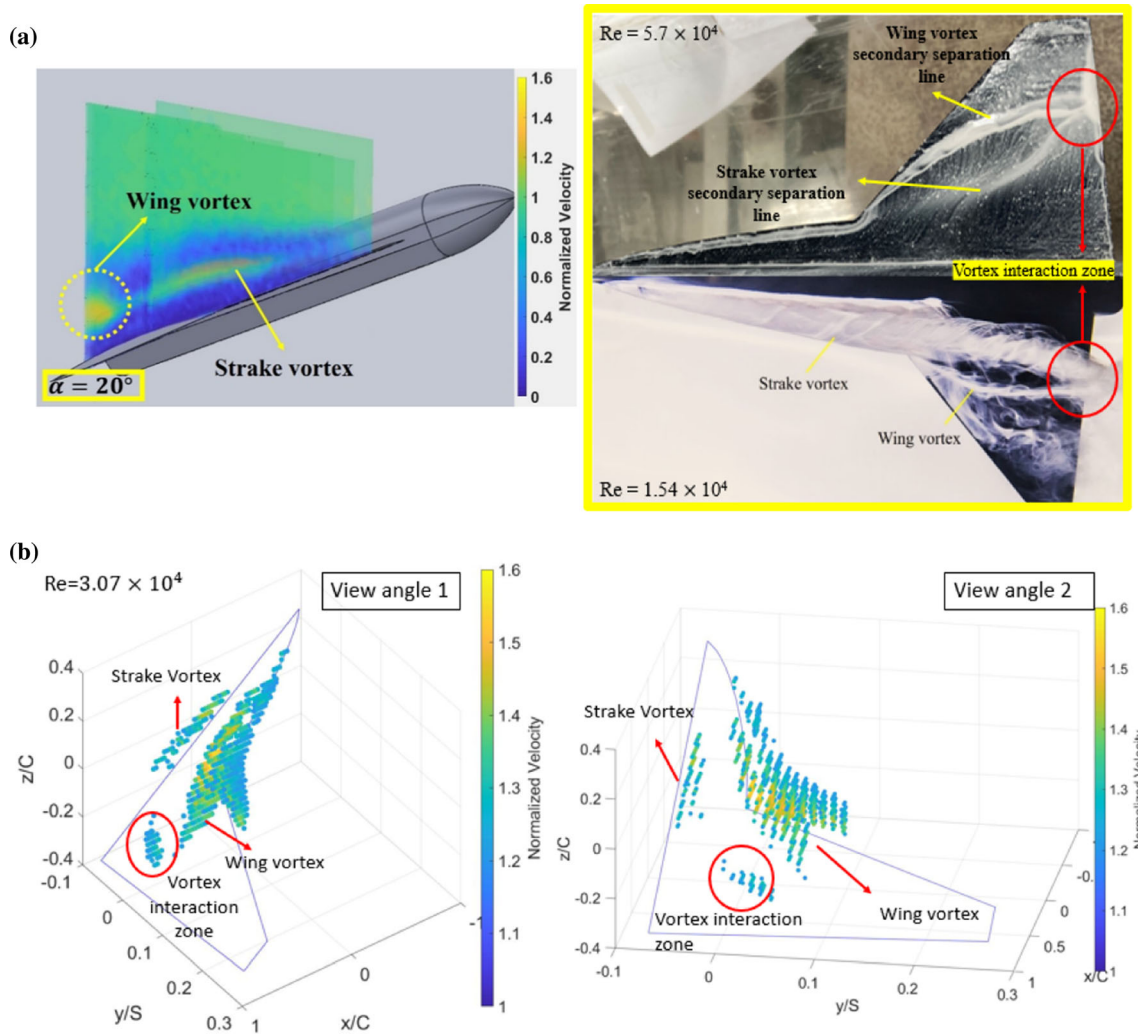 (a)
Wing vortex
Strake vortex
α = 20°
1.6
1.4
1.2
1
0.8
0.6
0.4
0.2
0
Normalized Velocity
Re = 5.7 × 10⁴
Wing vortex
secondary separation
line
Strake vortex
secondary separation
line
Vortex interaction zone
Strake vortex
Wing vortex
Re = 1.54 × 10⁴
(b)
Re=3.07 × 10⁴
View angle 1
Strake Vortex
Wing vortex
Vortex
interaction
zone
0.4
0.2
0
-0.2
-0.4
z/C
-0.1
0
0.1
0.2
0.3
y/S
1
0
-1
x/C
1.6
1.5
1.4
1.3
1.2
1.1
1
Normalized Velocity
View angle 2
Strake Vortex
Vortex interaction
zone
Wing vortex
0.4
0.2
0
-0.2
-0.4
z/C
-0.1
0
0.1
0.2
0.3
y/S
0
0.5
1
x/C
1.6
1.5
1.4
1.3
1.2
1.1
1
Normalized Velocity